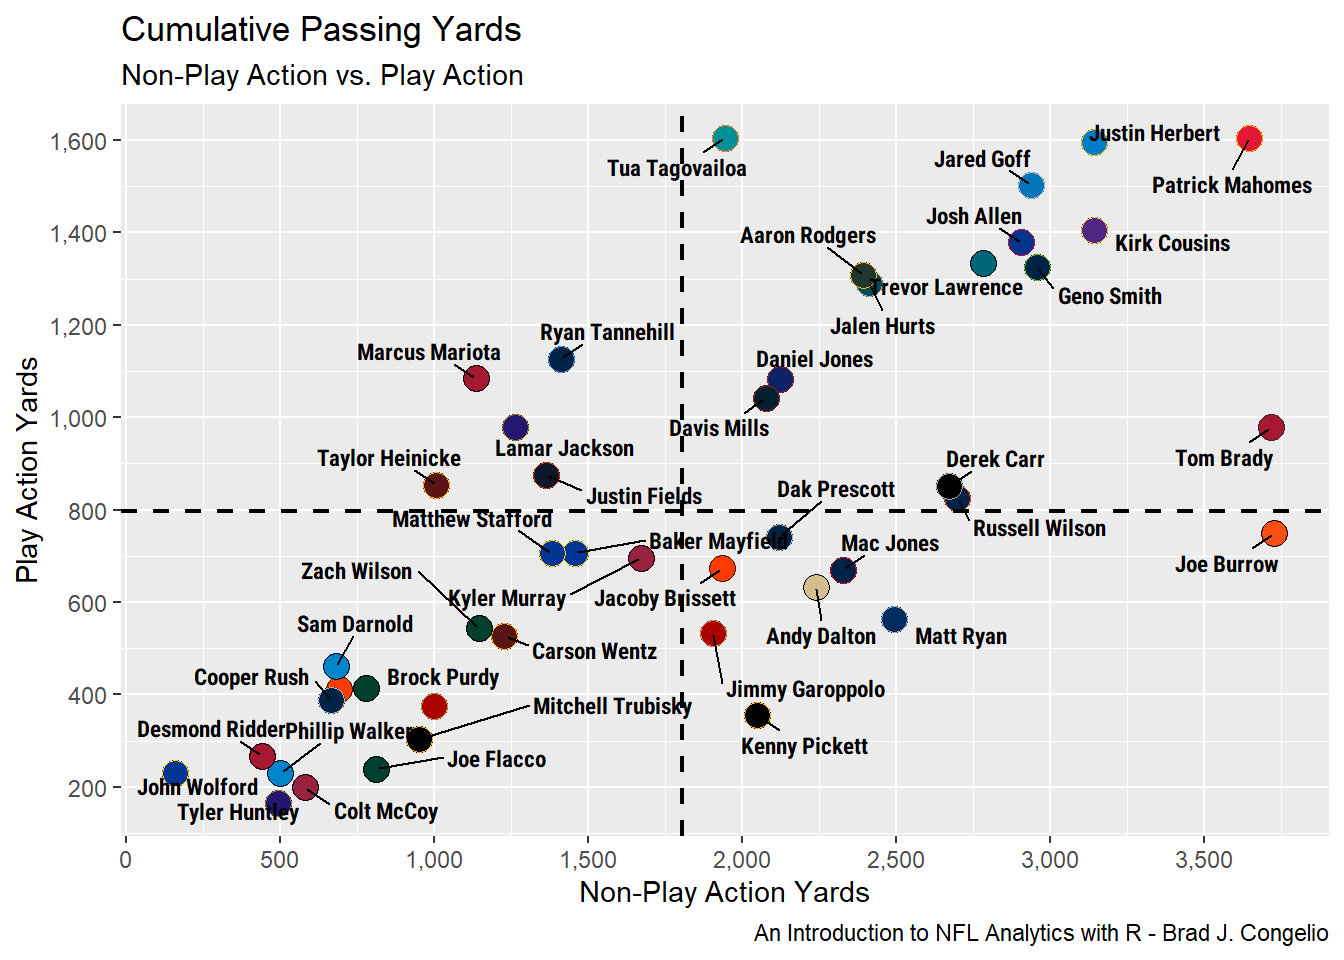 Cumulative Passing Yards
Non-Play Action vs. Play Action
Play Action Yards
1,600
1,400
1,200
1,000
800
600
400
200
Justin Herbert
Tua Tagovailoa
Jared Goff
Patrick Mahomes
Josh Allen
Aaron Rodgers
Kirk Cousins
Trevor Lawrence
Geno Smith
Jalen Hurts
Ryan Tannehill
Marcus Mariota
Daniel Jones
Davis Mills
Lamar Jackson
Taylor Heinicke
Derek Carr
Tom Brady
Dak Prescott
Justin Fields
Matthew Stafford
Russell Wilson
Baker Mayfield
Mac Jones
Joe Burrow
Zach Wilson
Kyler Murray
Jacoby Brissett
Sam Darnold
Andy Dalton
Matt Ryan
Carson Wentz
Cooper Rush
Brock Purdy
Jimmy Garoppolo
Mitchell Trubisky
Desmond Ridder
Phillip Walker
Kenny Pickett
Joe Flacco
John Wolford
Tyler Huntley
Colt McCoy
0
500
1,000
1,500
2,000
2,500
3,000
3,500
Non-Play Action Yards
An Introduction to NFL Analytics with R - Brad J. Congelio